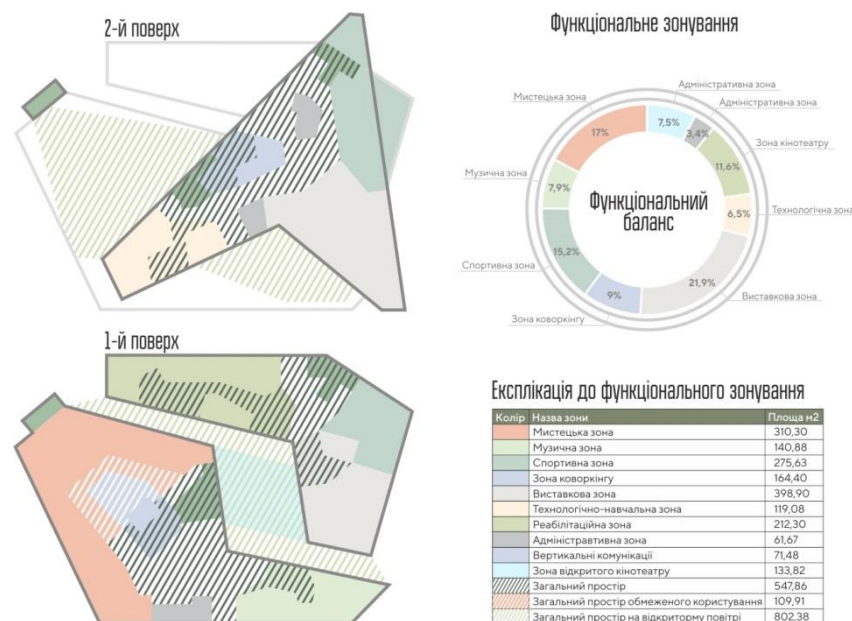 2-й поверх
Функціональне зонування
Адміністративна зона
Мистецька зона
Адміністративна зона
7,5%
17%
3,4%
Зона кінотеатру
11,6%
Музична зона
7,9%
Функціональний
баланс
6,5%
Технологічна зона
15,2%
Спортивна зона
21,9%
9%
Виставкова зона
Зона коворкінгу
1-й поверх
Експлікація до функціонального зонування
Колір Назва зони Площа м2
Мистецька зона 310,30
Музична зона 140,88
Спортивна зона 275,63
Зона коворкінгу 164,40
Виставкова зона 398,90
Технологічно-навчальна зона 119,08
Реабілітаційна зона 212,30
Адміністравтивна зона 61,67
Вертикальні комунікації 71,48
Зона відкритого кінотеатру 133,82
Загальний простір 547,86
Загальний простір обмеженого користування 109,91
Загальний простір на відкриторму повітрі 802,38